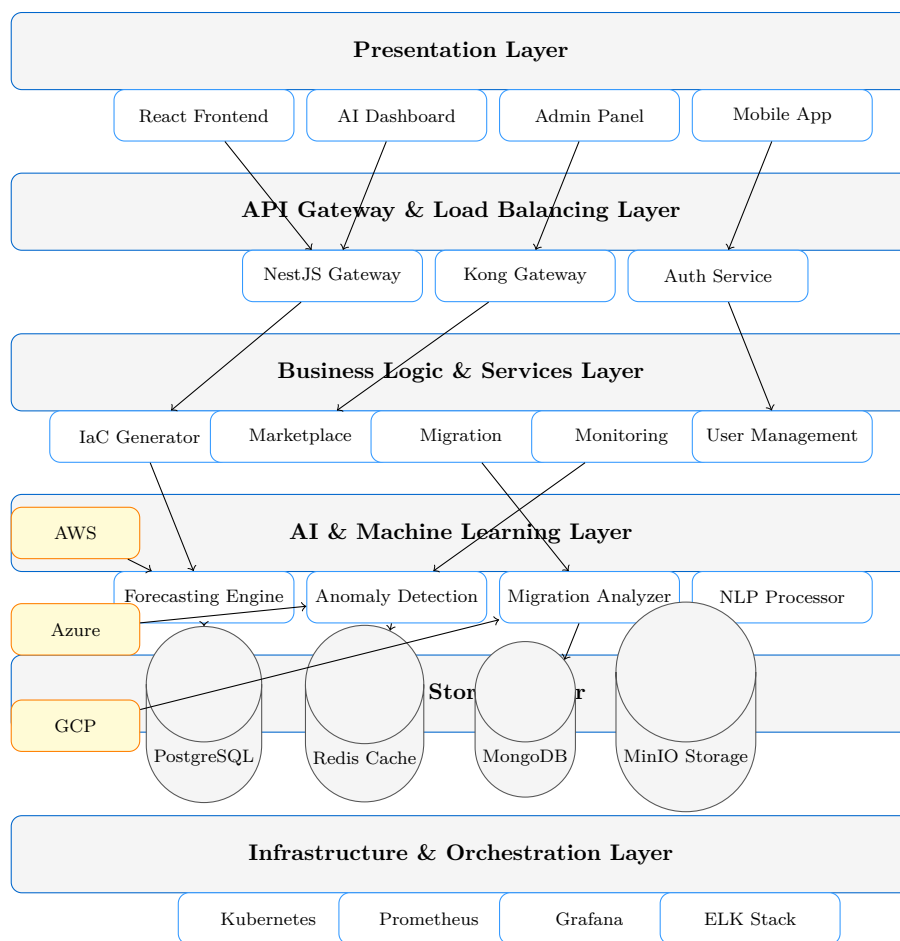 Presentation Layer
React Frontend
AI Dashboard
Admin Panel
Mobile App
API Gateway & Load Balancing Layer
NestJS Gateway
Kong Gateway
Auth Service
Business Logic & Services Layer
IaC Generator
Marketplace
Migration
Monitoring
User Management
AI & Machine Learning Layer
AWS
Forecasting Engine
Anomaly Detection
Migration Analyzer
NLP Processor
Azure
GCP
PostgreSQL
Redis Cache
MongoDB
MinIO Storage
Infrastructure & Orchestration Layer
Kubernetes
Prometheus
Grafana
ELK Stack